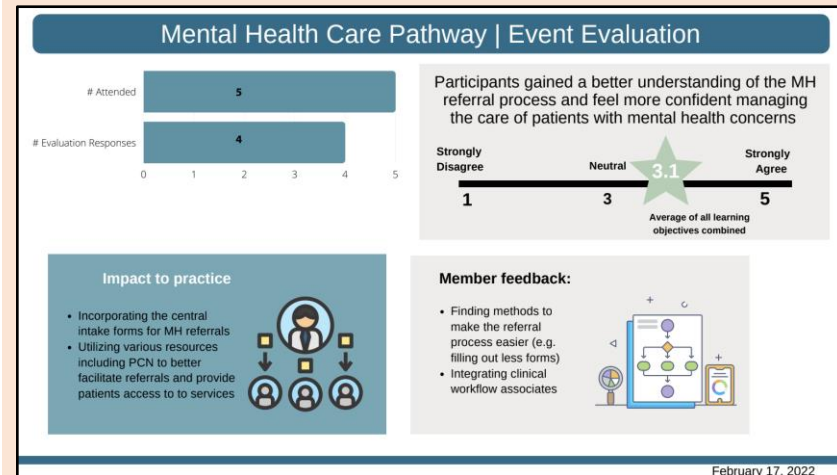 Mental Health Care Pathway | Event Evaluation
# Attended
5
# Evaluation Responses
4
0 1 2 3 4 5
Participants gained a better understanding of the MH
referral process and feel more confident managing
the care of patients with mental health concerns
Strongly
Disagree
Neutral
3.1
Strongly
Agree
1
3
5
Average of all learning
objectives combined
Impact to practice
• Incorporating the central
intake forms for MH referrals
• Utilizing various resources
including PCN to better
facilitate referrals and provide
patients access to to services
Member feedback:
• Finding methods to
make the referral
process easier (e.g.
filling out less forms)
• Integrating clinical
workflow associates
February 17, 2022